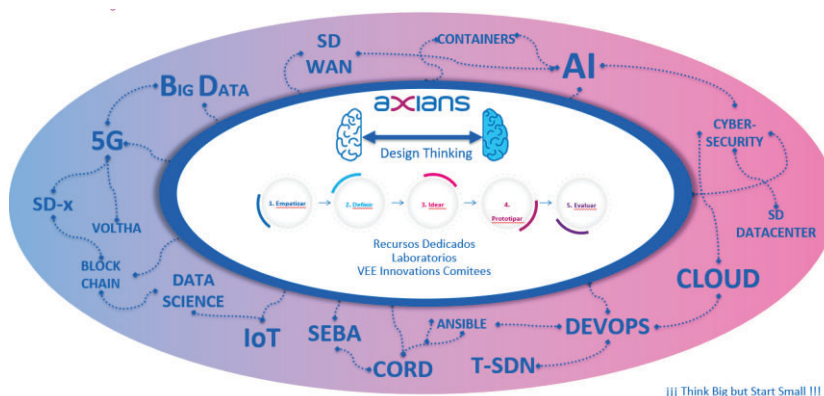 SD
WAN
CONTAINERS
AI
BIG DATA
axians
5G
CYBER-
SECURITY
Design Thinking
SD-x
VOLTHA
1. Empatizar
2. Definir
3. Idear
4.
Prototipar
5. Evaluar
SD
DATACENTER
Recursos Dedicados
Laboratorios
VEE Innovations Comitees
BLOCK
CHAIN
DATA
SCIENCE
CLOUD
IoT
SEBA
ANSIBLE
DEVOPS
CORD
T-SDN
¡¡¡ Think Big but Start Small !!!